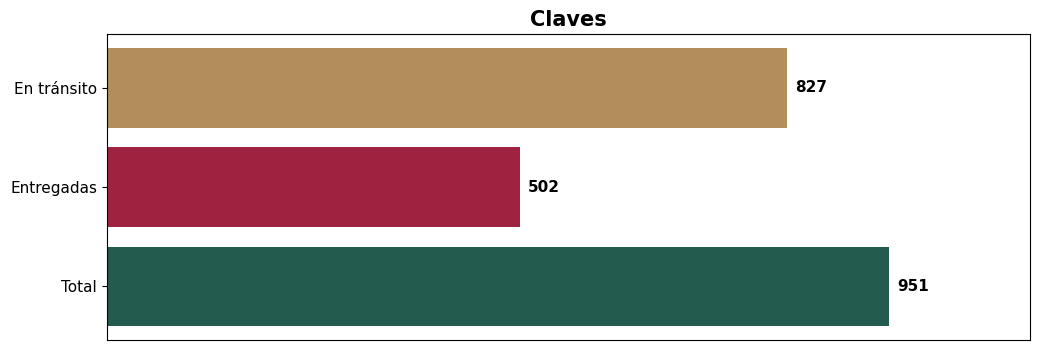 Claves
En tránsito
827
Entregadas
502
Total
951